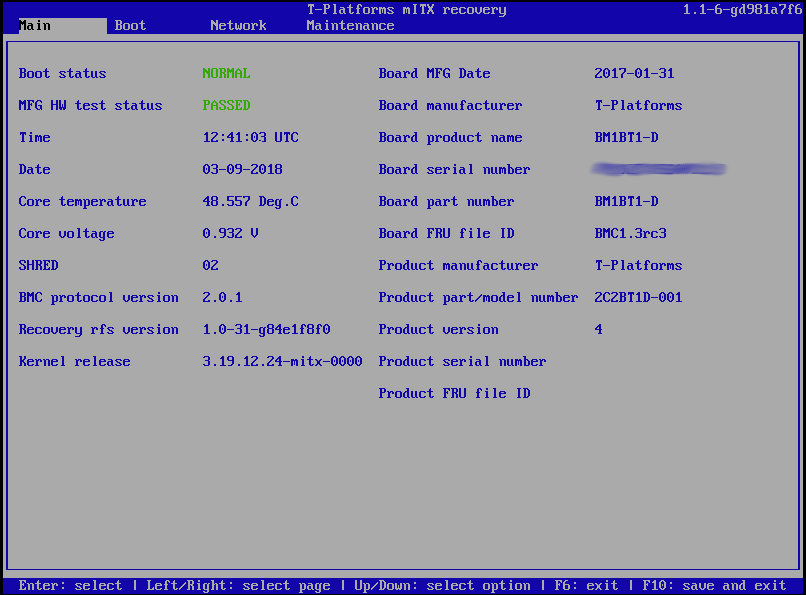 T-Platforms mITX recovery 1.1-6-gd981a7f6
Main Boot Network Maintenance
Boot status NORMAL Board MFG Date 2017-01-31
MFG HW test status PASSED Board manufacturer T-Platforms
Time 12:41:03 UTC Board product name BM1BT1-D
Date 03-09-2018 Board serial number
Core temperature 48.557 Deg.C Board part number BM1BT1-D
Core voltage 0.932 V Board FRU file ID BMC1.3rc3
SHRED 02 Product manufacturer T-Platforms
BMC protocol version 2.0.1 Product part/model number 2C2BT1D-001
Recovery rfs version 1.0-31-g84e1f8f0 Product version 4
Kernel release 3.19.12.24-mitx-0000 Product serial number
Product FRU file ID
Enter: select | Left/Right: select page | Up/Down: select option | F6: exit | F10: save and exit